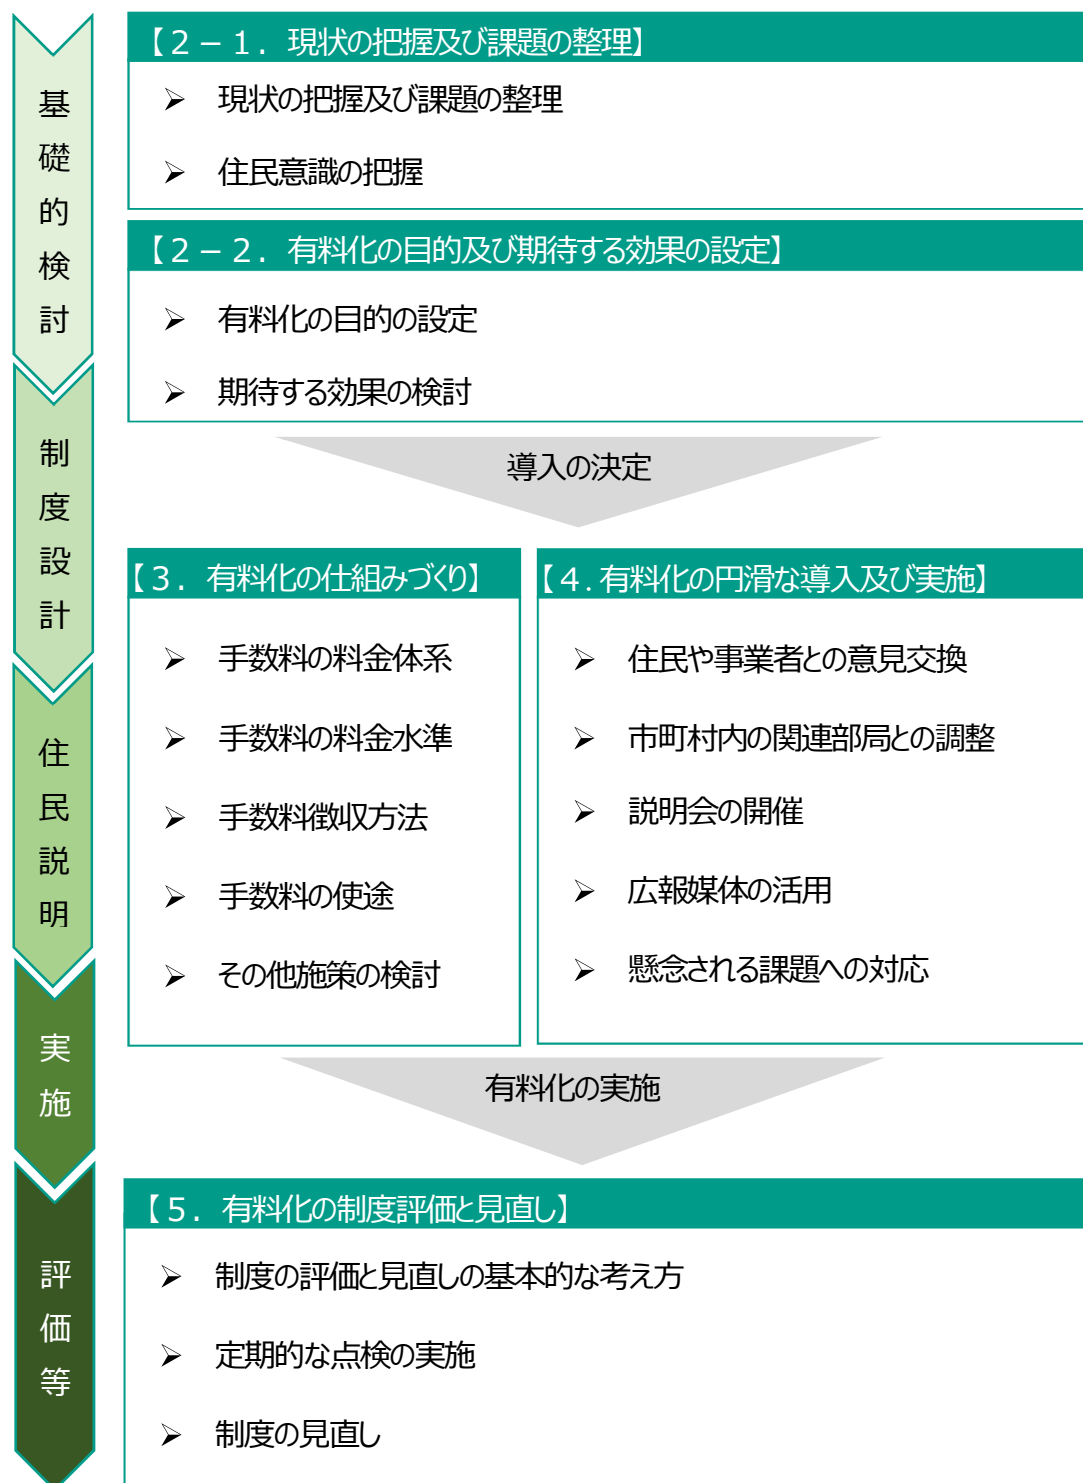 基礎的検討
【２－１．現状の把握及び課題の整理】
➢ 現状の把握及び課題の整理
➢ 住民意識の把握
【２－２．有料化の目的及び期待する効果の設定】
➢ 有料化の目的の設定
➢ 期待する効果の検討
導入の決定
制度設計
住民説明
【３．有料化の仕組みづくり】
➢ 手数料の料金体系
➢ 手数料の料金水準
➢ 手数料徴収方法
➢ 手数料の使途
➢ その他施策の検討
【４．有料化の円滑な導入及び実施】
➢ 住民や事業者との意見交換
➢ 市町村内の関連部局との調整
➢ 説明会の開催
➢ 広報媒体の活用
➢ 懸念される課題への対応
実施
有料化の実施
評価等
【５．有料化の制度評価と見直し】
➢ 制度の評価と見直しの基本的な考え方
➢ 定期的な点検の実施
➢ 制度の見直し